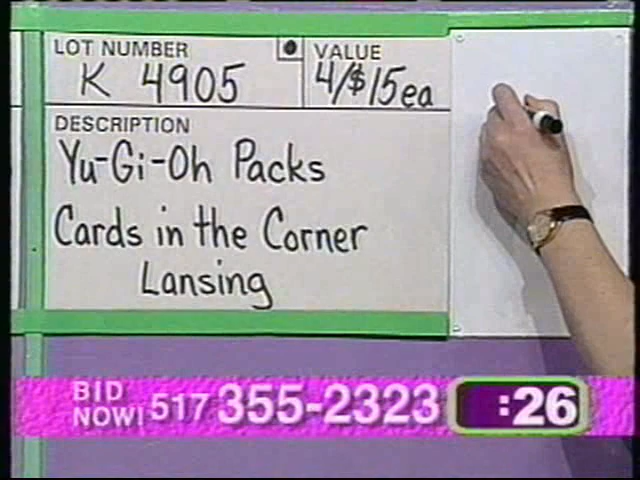 LOT NUMBER
K 4905
VALUE
4/$15ea
DESCRIPTION
Yu-Gi-Oh Packs
Cards in the Corner
Lansing
BID NOW! 517 355-2323 :26